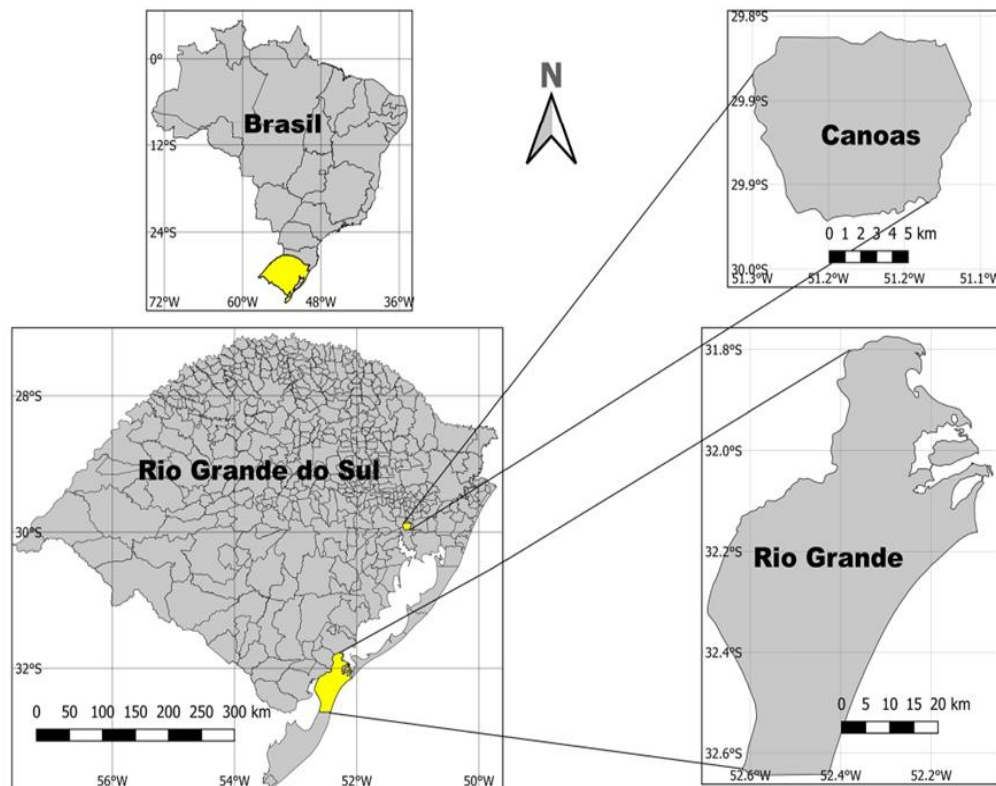 N
0°
Brasil
12°S
24°S
72°W 60°W 48°W 36°W
29.8°S
29.9°S
Canoas
29.9°S
0 1 2 3 4 5 km
30.0°S
51.3°W 51.2°W 51.2°W 51.1°W
28°S
Rio Grande do Sul
30°S
32°S
0 50 100 150 200 250 300 km
56°W 54°W 52°W 50°W
31.8°S
32.0°S
32.2°S
Rio Grande
32.4°S
0 5 10 15 20 km
32.6°S
52.6°W 52.4°W 52.2°W